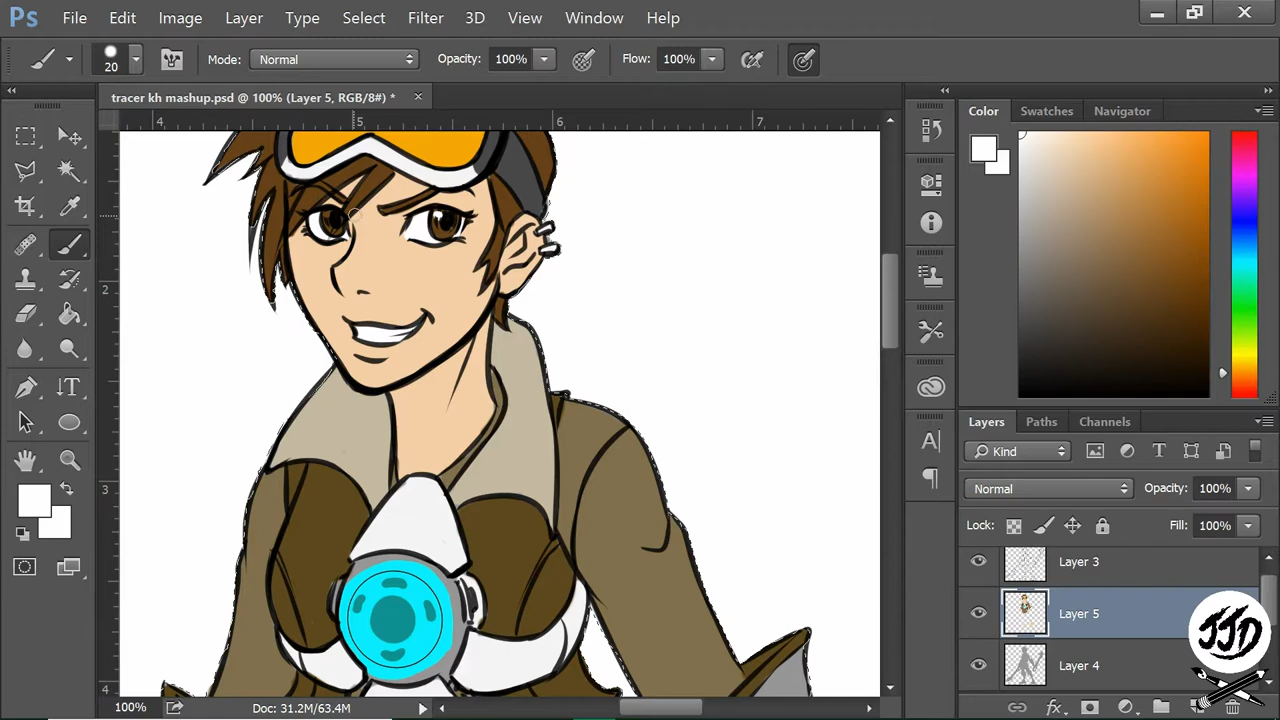 Ps File Edit Image Layer Type Select Filter 3D View Window Help
20 Mode: Normal Opacity: 100% Flow: 100%
tracer kh mashup.psd @ 100% (Layer 5, RGB/8#) * ×
4 5 6 7
2
3
4
Color Swatches Navigator
Layers Paths Channels
Kind
Normal Opacity: 100%
Lock: Fill: 100%
Layer 3
Layer 5
Layer 4
fx
JJD
100% Doc: 31.2M/63.4M